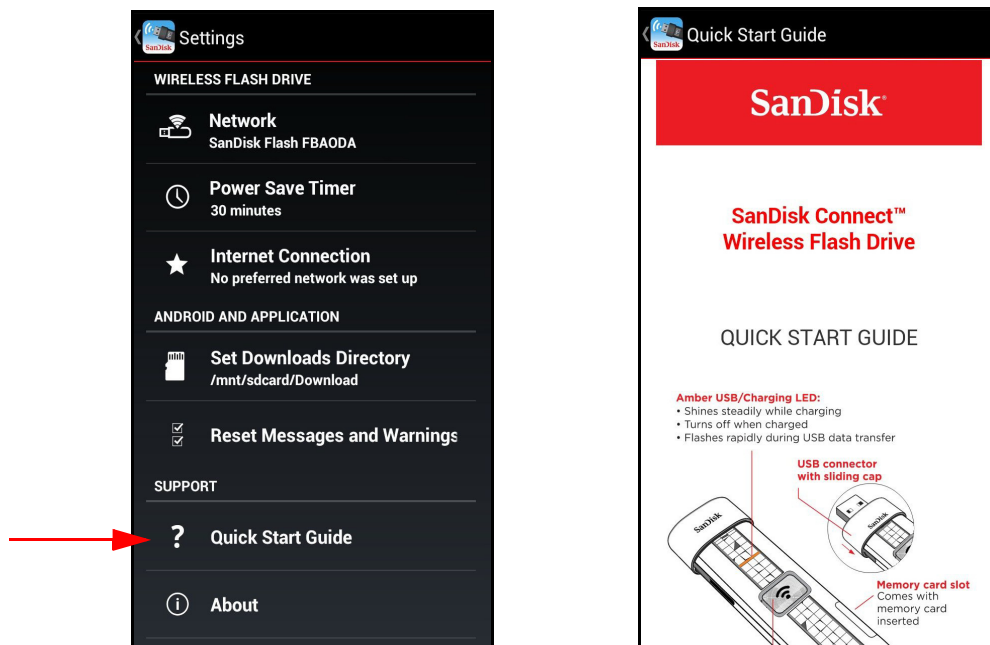 SanDisk
Settings
WIRELESS FLASH DRIVE
Network
SanDisk Flash FBAODA
Power Save Timer
30 minutes
Internet Connection
No preferred network was set up
ANDROID AND APPLICATION
Set Downloads Directory
/mnt/sdcard/Download
Reset Messages and Warnings
SUPPORT
? Quick Start Guide
About
SanDisk
Quick Start Guide
SanDisk®
SanDisk Connect™
Wireless Flash Drive
QUICK START GUIDE
Amber USB/Charging LED:
• Shines steadily while charging
• Turns off when charged
• Flashes rapidly during USB data transfer
USB connector
with sliding cap
SanDisk
SanDisk
Memory card slot
Comes with
memory card
inserted